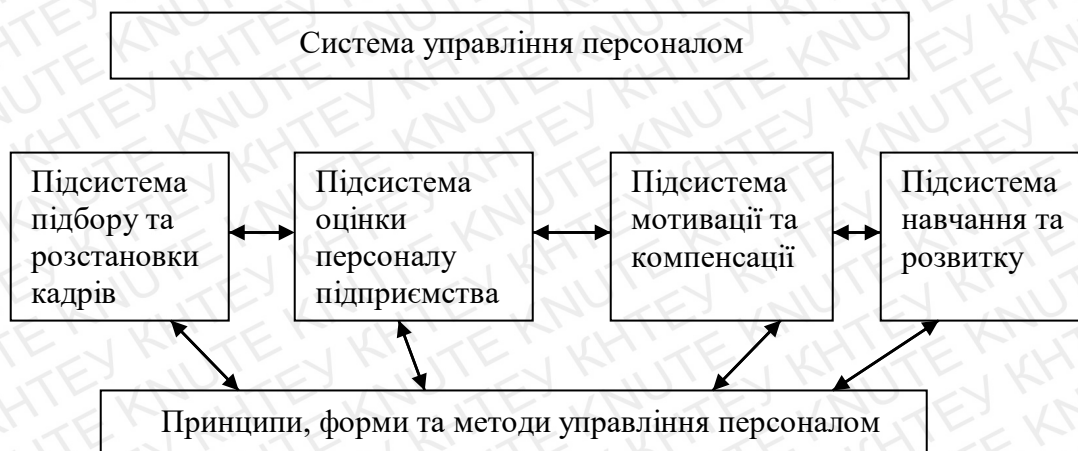 Система управління персоналом
Підсистема
підбору та
розстановки
кадрів
Підсистема
оцінки
персоналу
підприємства
Підсистема
мотивації та
компенсації
Підсистема
навчання та
розвитку
Принципи, форми та методи управління персоналом